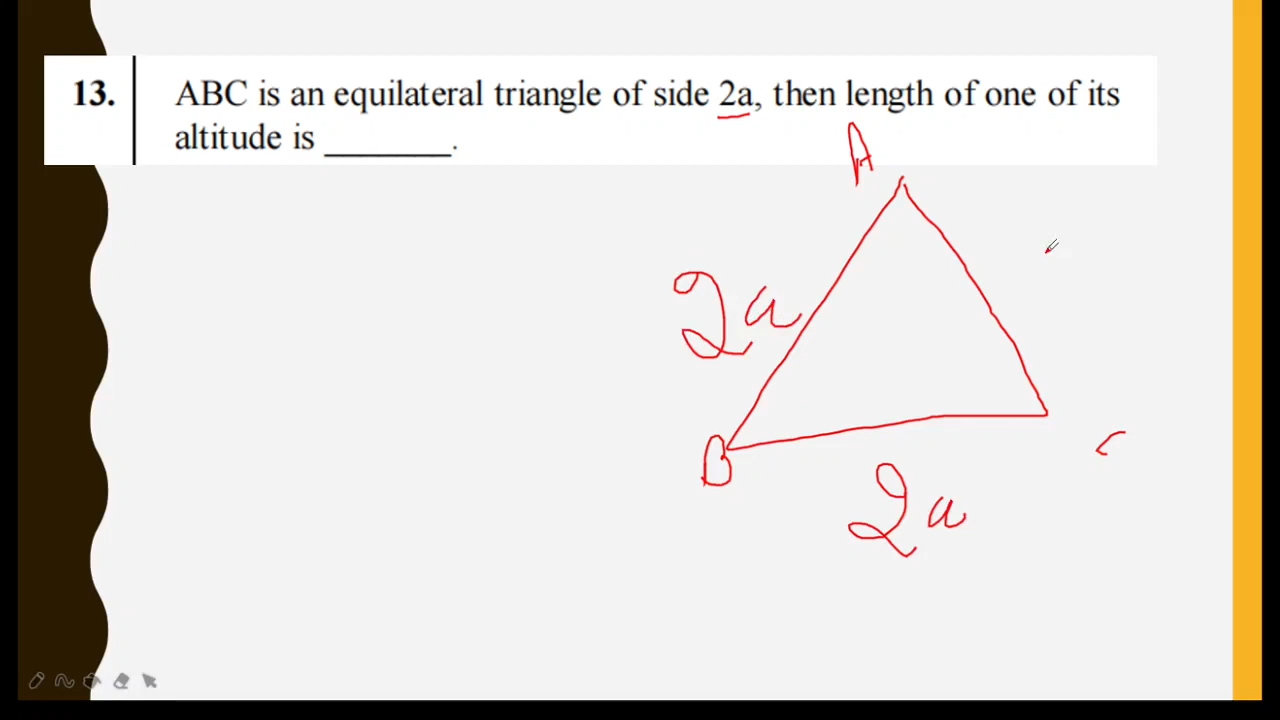 13. ABC is an equilateral triangle of side 2a, then length of one of its
altitude is _______.
A
2a
B
C
2a